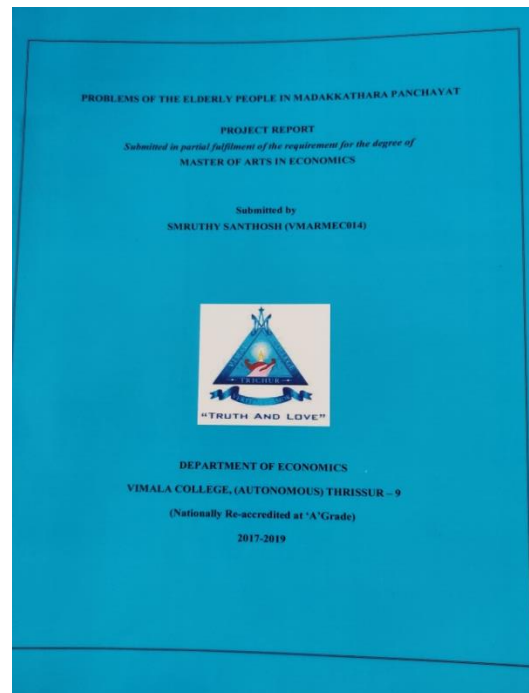 PROBLEMS OF THE ELDERLY PEOPLE IN MADAKKATHARA PANCHAYAT
PROJECT REPORT
Submitted in partial fulfilment of the requirement for the degree of
MASTER OF ARTS IN ECONOMICS
Submitted by
SMRUTHY SANTHOSH (VMARMEC014)
TRICHUR
"TRUTH AND LOVE"
DEPARTMENT OF ECONOMICS
VIMALA COLLEGE, (AUTONOMOUS) THRISSUR – 9
(Nationally Re-accredited at 'A'Grade)
2017-2019